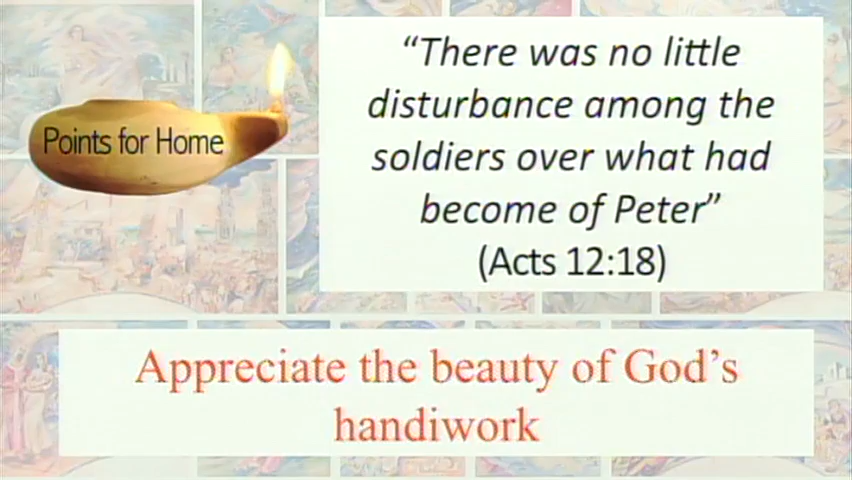 Points for Home
“There was no little
disturbance among the
soldiers over what had
become of Peter”
(Acts 12:18)
Appreciate the beauty of God’s
handiwork